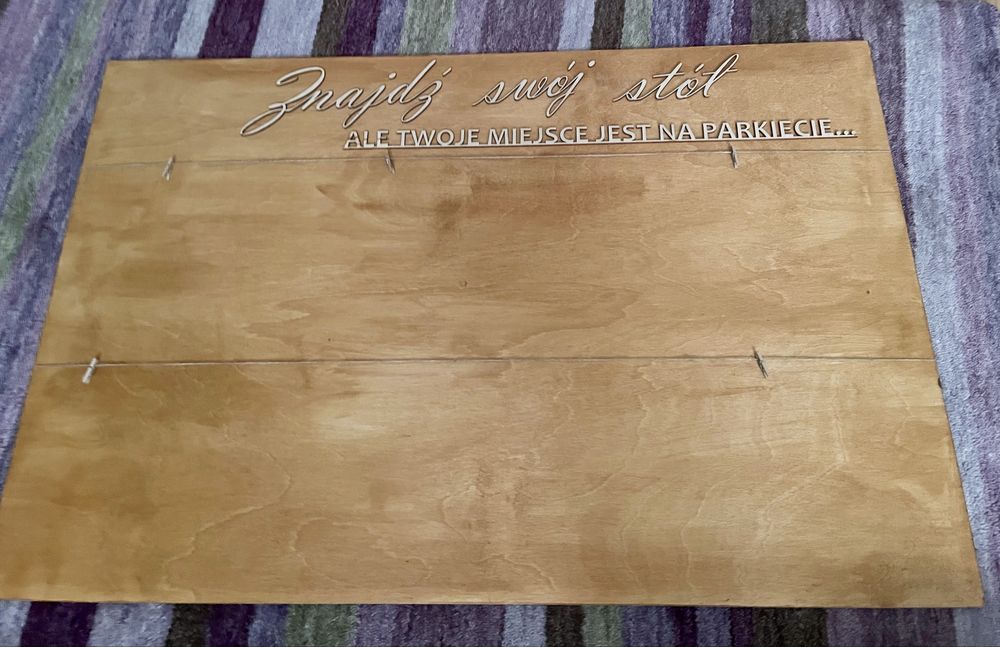 Znajdź swój stół
ALE TWOJE MIEJSCE JEST NA PARKIECIE...